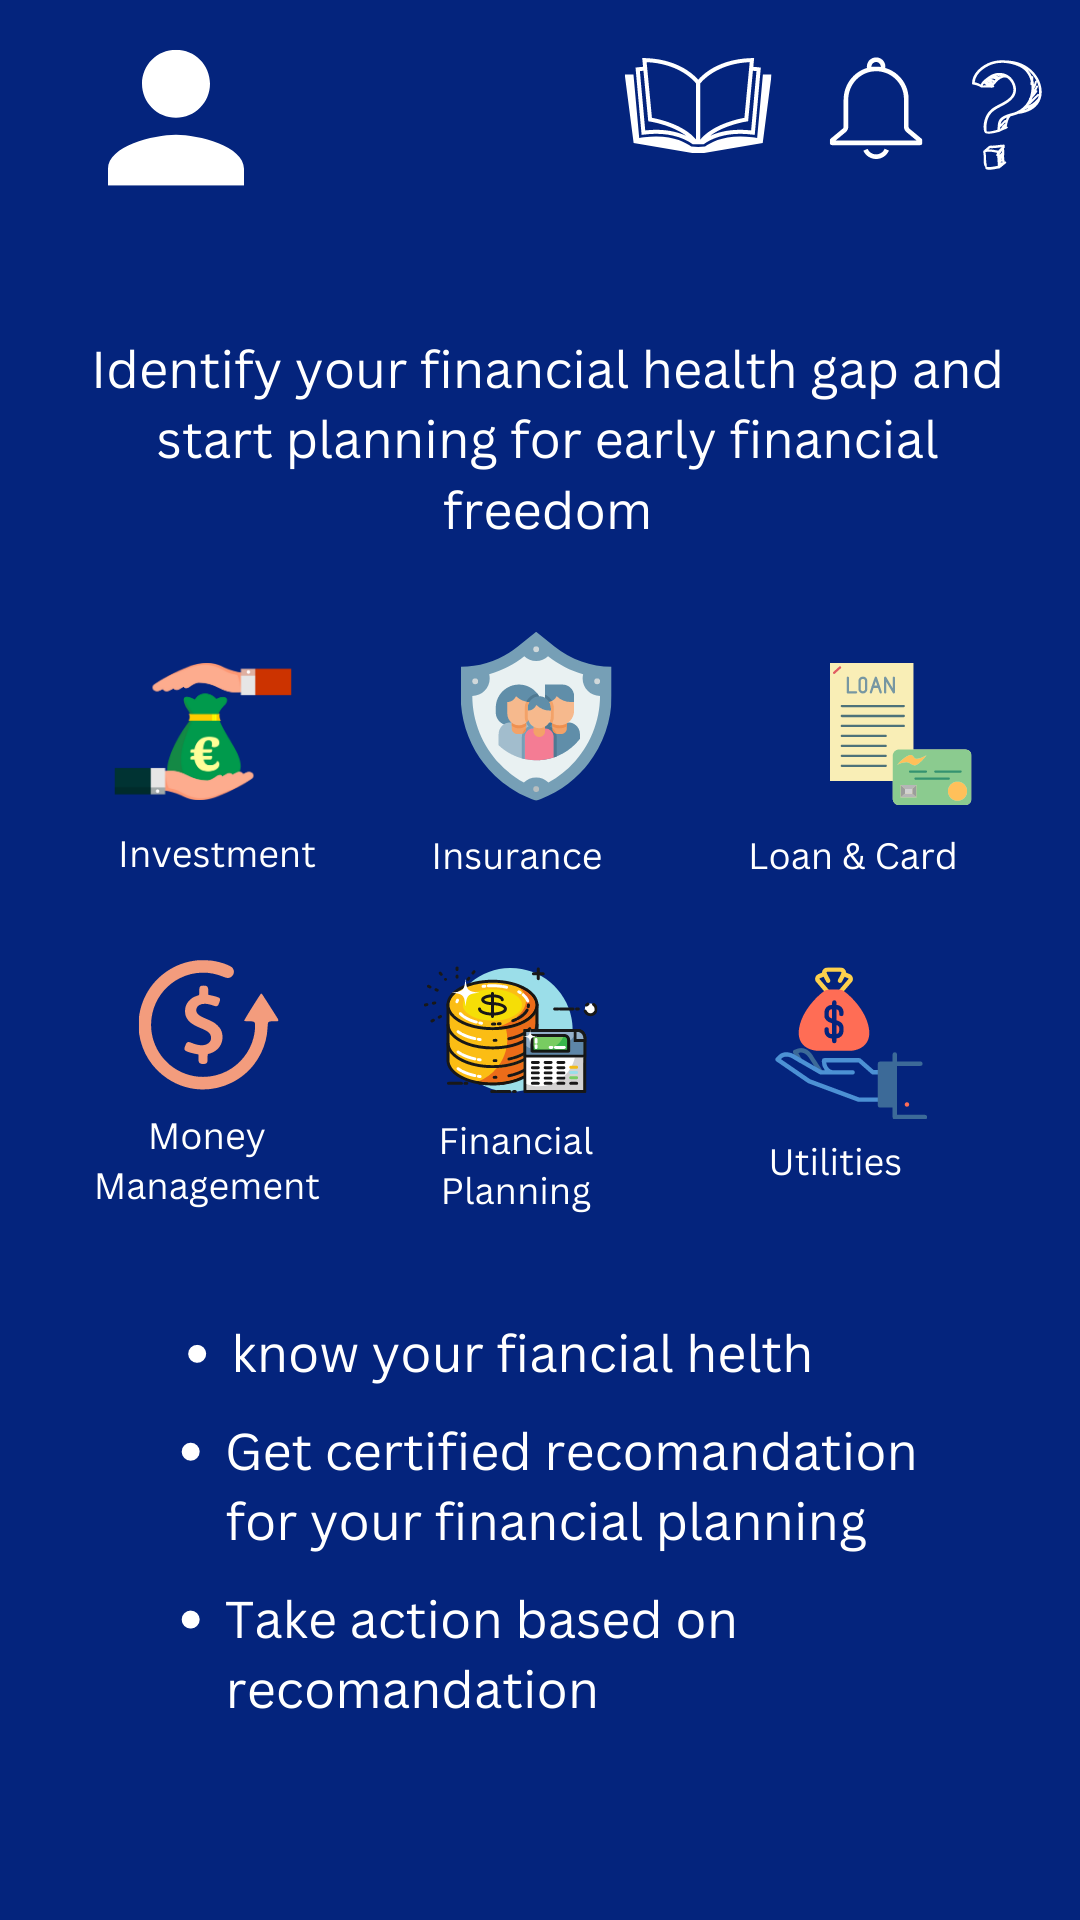 Identify your financial health gap and
start planning for early financial
freedom
€
LOAN
Investment
Insurance
Loan & Card
$
$
$
Money
Management
Financial
Planning
Utilities
• know your fiancial helth
• Get certified recomandation
for your financial planning
• Take action based on
recomandation